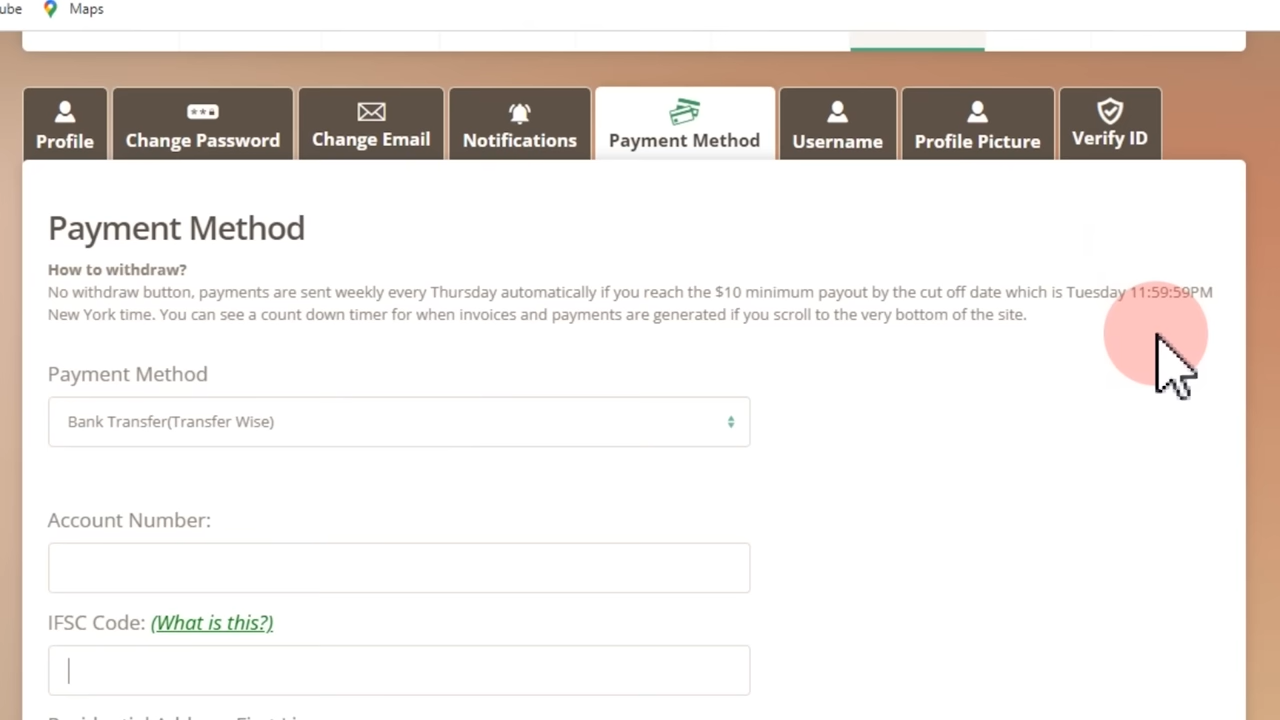 ube Maps
Profile Change Password Change Email Notifications Payment Method Username Profile Picture Verify ID
Payment Method
How to withdraw?
No withdraw button, payments are sent weekly every Thursday automatically if you reach the $10 minimum payout by the cut off date which is Tuesday 11:59:59PM
New York time. You can see a count down timer for when invoices and payments are generated if you scroll to the very bottom of the site.
Payment Method
Bank Transfer(Transfer Wise)
Account Number:
IFSC Code: (What is this?)